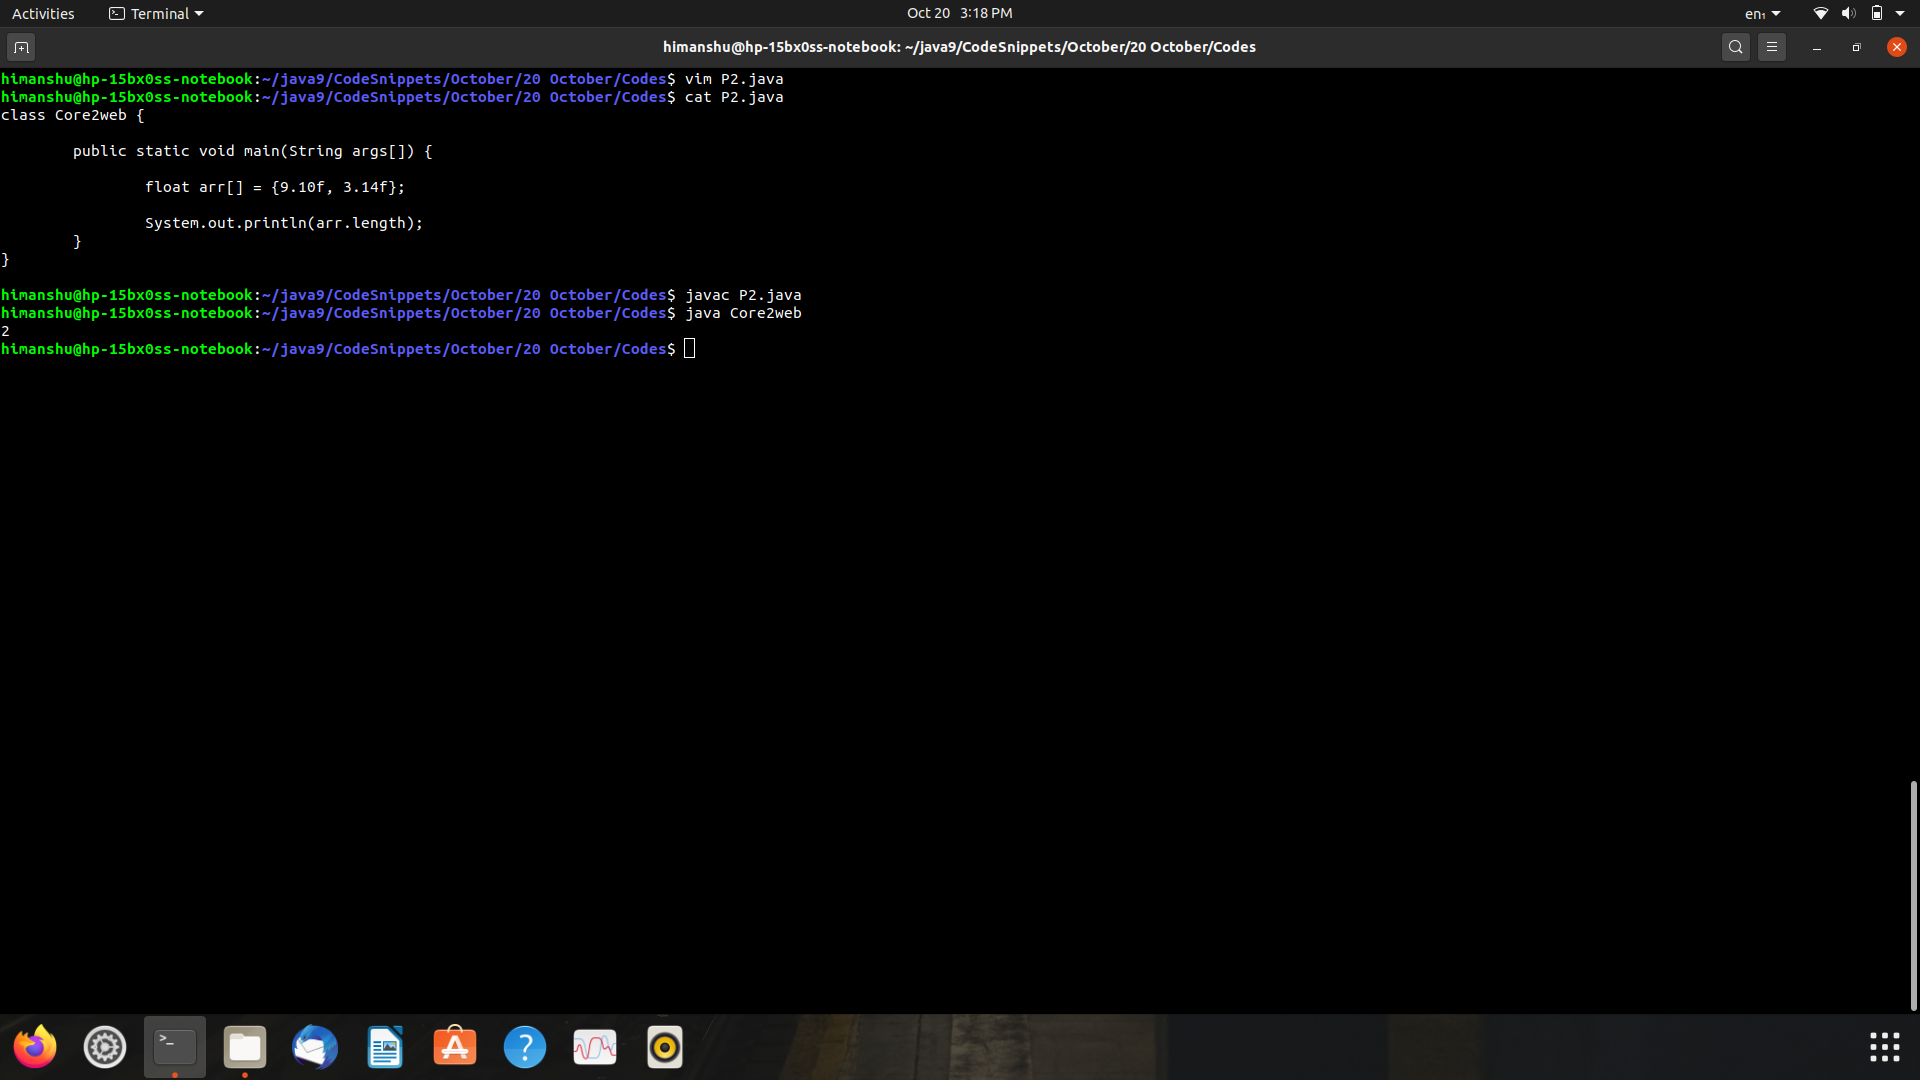 Activities Terminal Oct 20 3:18 PM en₁
himanshu@hp-15bx0ss-notebook: ~/java9/CodeSnippets/October/20 October/Codes
himanshu@hp-15bx0ss-notebook:~/java9/CodeSnippets/October/20 October/Codes$ vim P2.java
himanshu@hp-15bx0ss-notebook:~/java9/CodeSnippets/October/20 October/Codes$ cat P2.java
class Core2web {
        public static void main(String args[]) {
                float arr[] = {9.10f, 3.14f};
                System.out.println(arr.length);
        }
}
himanshu@hp-15bx0ss-notebook:~/java9/CodeSnippets/October/20 October/Codes$ javac P2.java
himanshu@hp-15bx0ss-notebook:~/java9/CodeSnippets/October/20 October/Codes$ java Core2web
2
himanshu@hp-15bx0ss-notebook:~/java9/CodeSnippets/October/20 October/Codes$